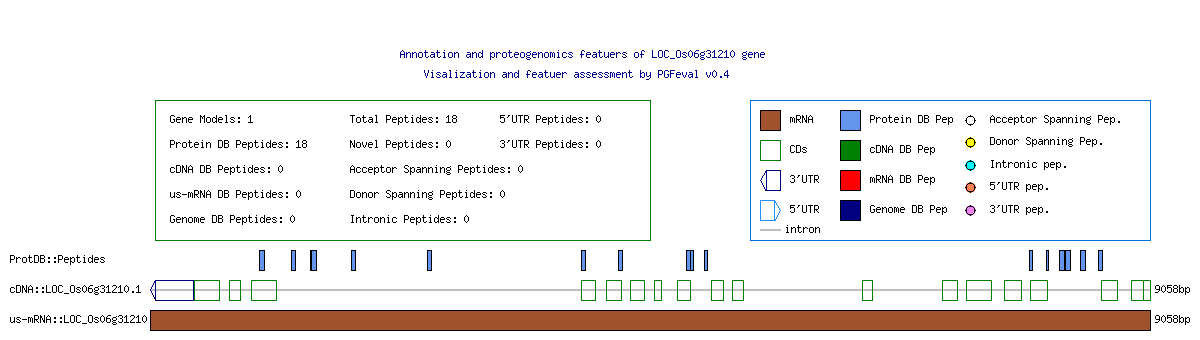 Annotation and proteogenomics featuers of LOC_Os06g31210 gene
Visalization and featuer assessment by PGFeval v0.4
Gene Models: 1 Total Peptides: 18 5'UTR Peptides: 0
Protein DB Peptides: 18 Novel Peptides: 0 3'UTR Peptides: 0
cDNA DB Peptides: 0 Acceptor Spanning Peptides: 0
us-mRNA DB Peptides: 0 Donor Spanning Peptides: 0
Genome DB Peptides: 0 Intronic Peptides: 0
mRNA Protein DB Pep Acceptor Spanning Pep.
CDs cDNA DB Pep Donor Spanning Pep.
3'UTR mRNA DB Pep Intronic pep.
5'UTR Genome DB Pep 5'UTR pep.
intron 3'UTR pep.
ProtDB::Peptides
cDNA::LOC_Os06g31210.1 9058bp
us-mRNA::LOC_Os06g31210 9058bp